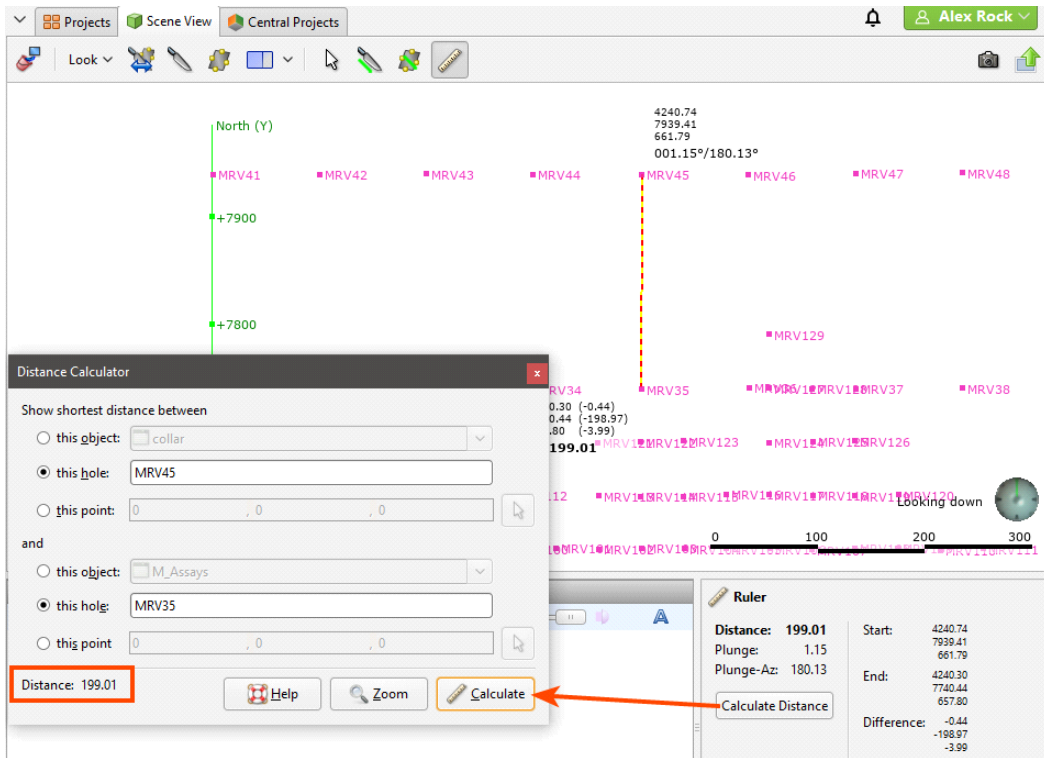 Projects Scene View Central Projects Alex Rock
Look
4240.74
7939.41
661.79
001.15°/180.13°
North (Y)
MRV41 MRV42 MRV43 MRV44 MRV45 MRV46 MRV47 MRV48
+7900
+7800
MRV129
RV34 MRV35 MRV37 MRV38
0.30 (-0.44)
0.44 (-198.97)
.80 (-3.99)
199.01
MRV123 MRV126
.12
Looking down
0 100 200 300
Distance Calculator
x
Show shortest distance between
this object: collar
this hole: MRV45
this point: 0 , 0 , 0
and
this object: M_Assays
this hole: MRV35
this point 0 , 0 , 0
Distance: 199.01
Help Zoom Calculate
A
Ruler
Distance: 199.01
Plunge: 1.15
Plunge-Az: 180.13
Calculate Distance
Start: 4240.74
7939.41
661.79
End: 4240.30
7740.44
657.80
Difference: -0.44
-198.97
-3.99